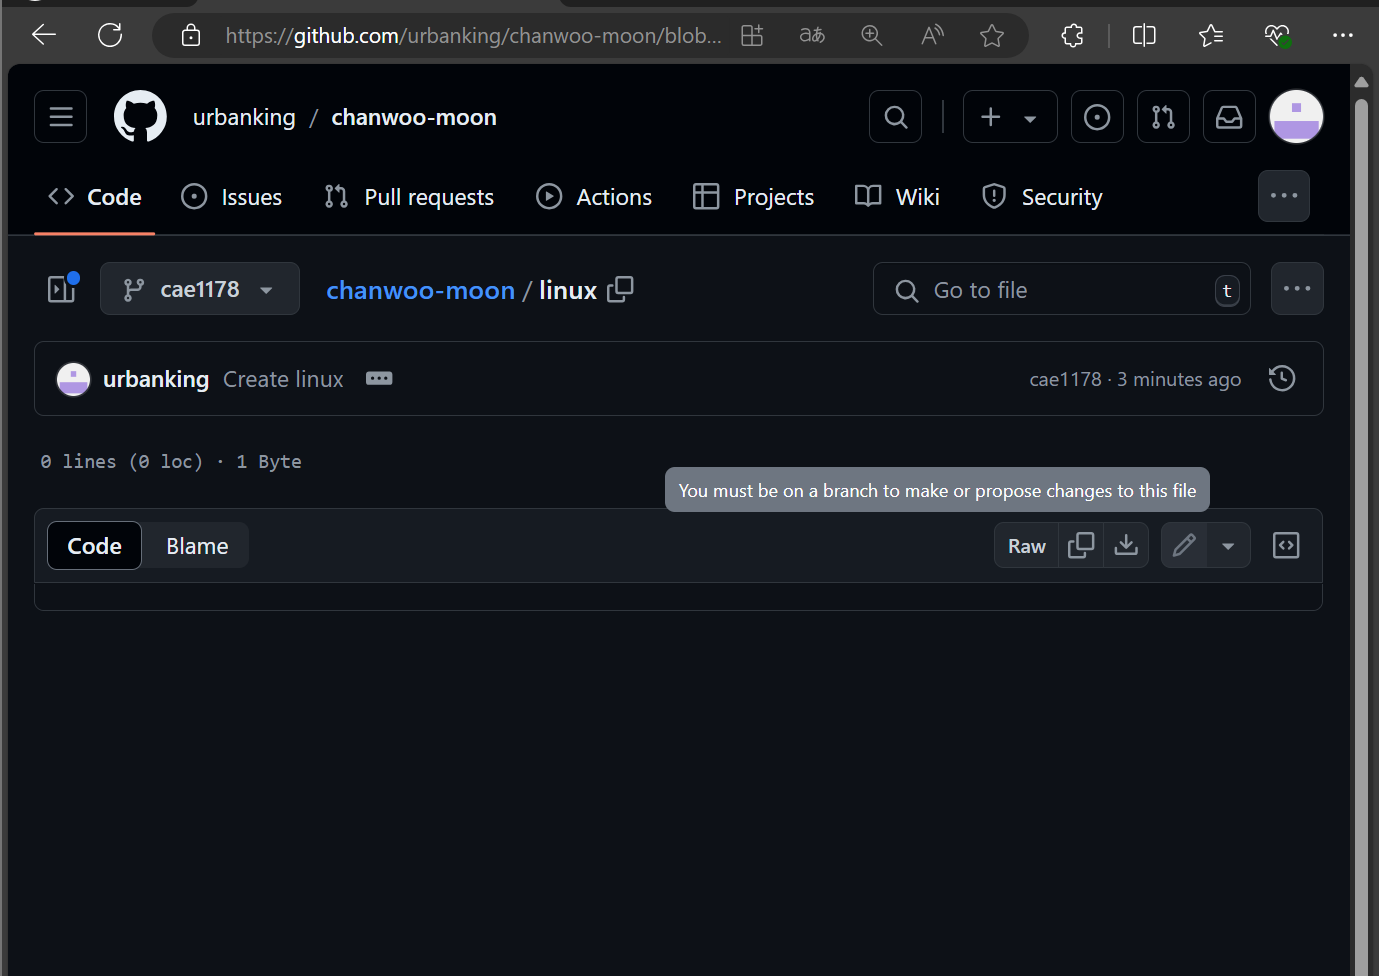 https://github.com/urbanking/chanwoo-moon/blob...
urbanking / chanwoo-moon
Code Issues Pull requests Actions Projects Wiki Security
cae1178 chanwoo-moon / linux Go to file t
urbanking Create linux cae1178 · 3 minutes ago
0 lines (0 loc) · 1 Byte
You must be on a branch to make or propose changes to this file
Code Blame Raw